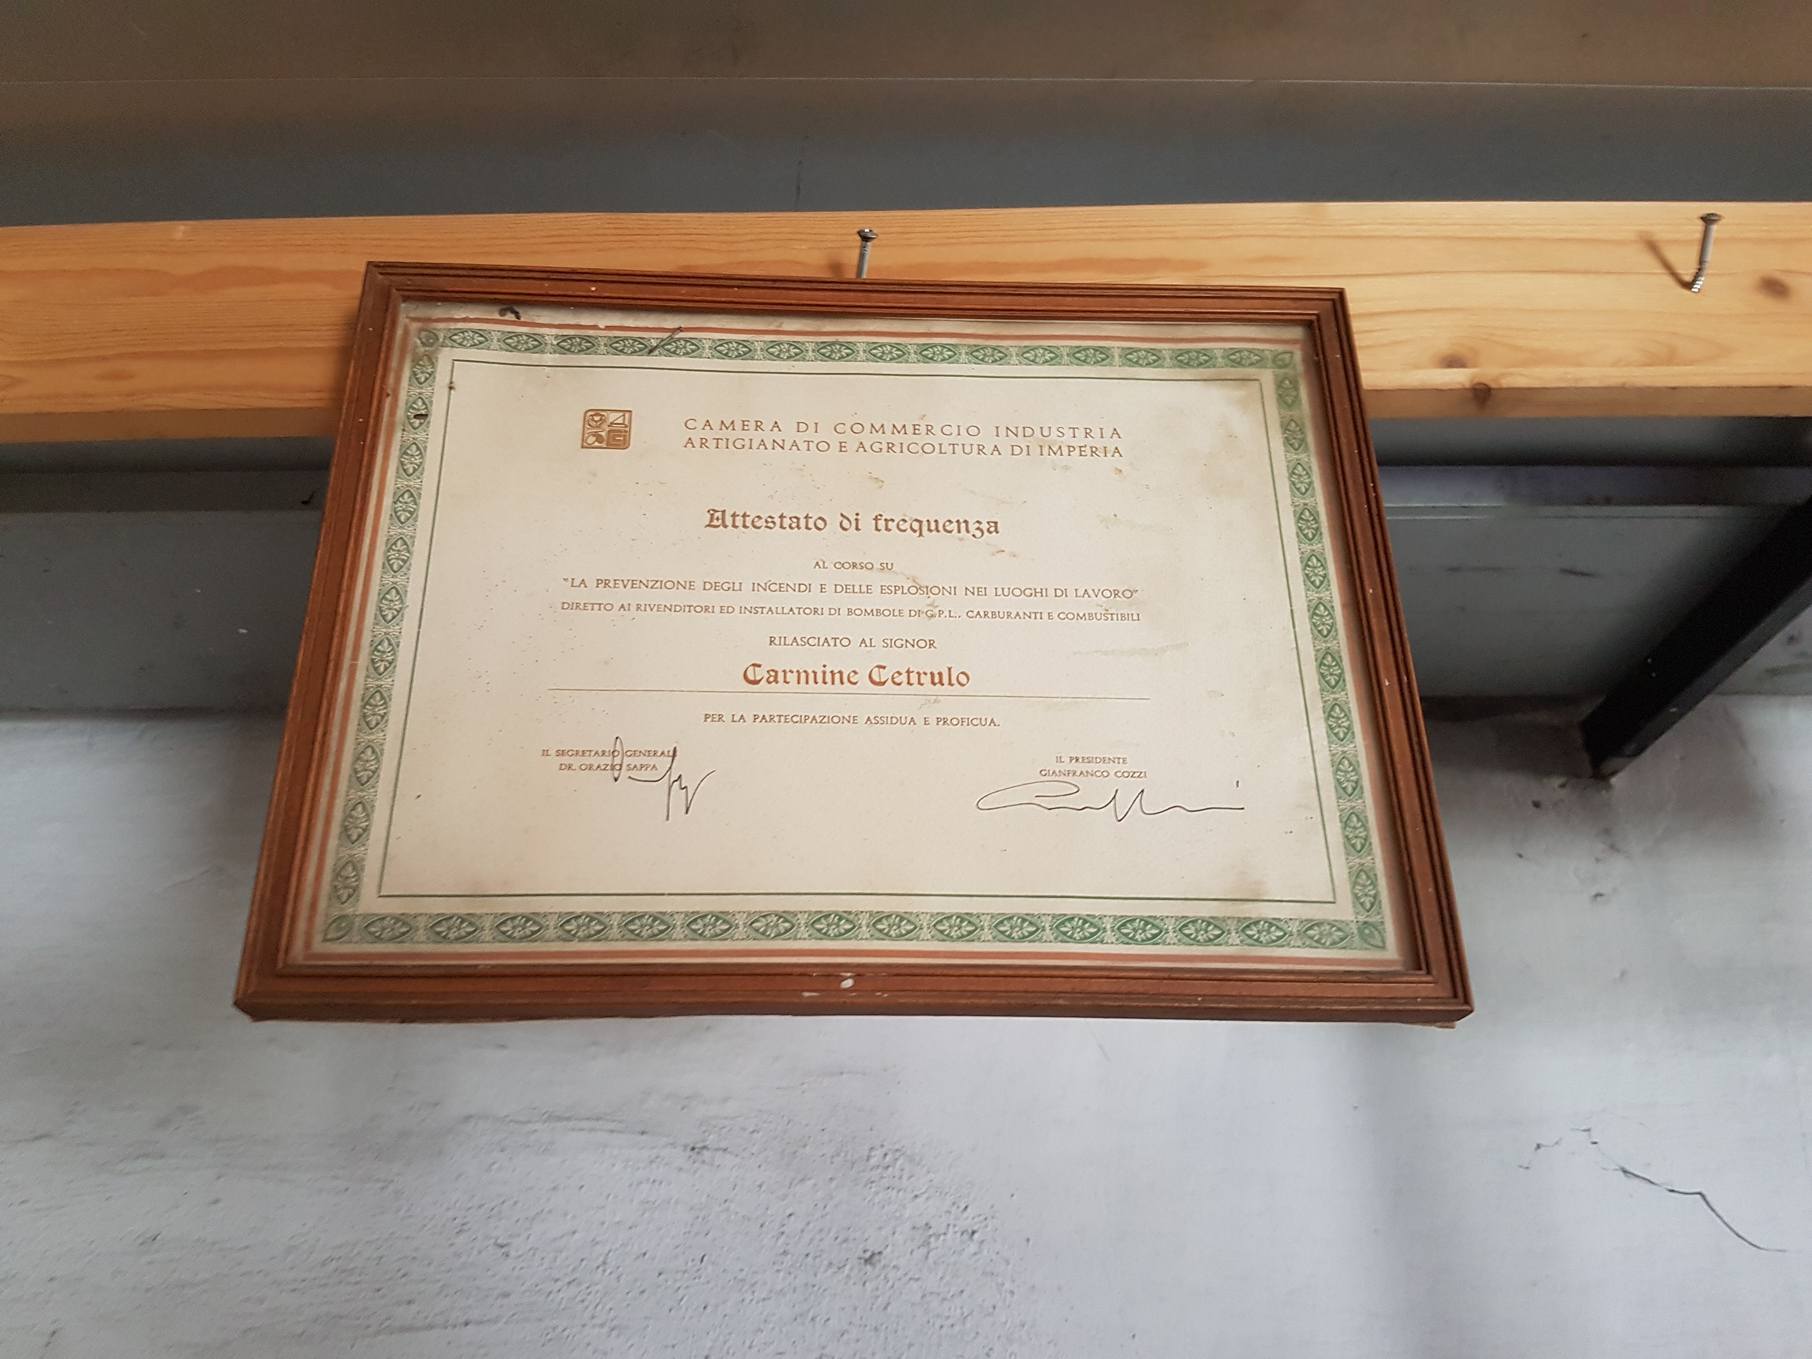 CAMERA DI COMMERCIO INDUSTRIA
ARTIGIANATO E AGRICOLTURA DI IMPERIA
Attestato di frequenza
AL CORSO SU
"LA PREVENZIONE DEGLI INCENDI E DELLE ESPLOSIONI NEI LUOGHI DI LAVORO"
DIRETTO AI RIVENDITORI ED INSTALLATORI DI BOMBOLE DI G.P.L., CARBURANTI E COMBUSTIBILI
RILASCIATO AL SIGNOR
Carmine Cetrulo
PER LA PARTECIPAZIONE ASSIDUA E PROFICUA.
IL SEGRETARIO GENERALE
DR. ORAZIO SAPPA
IL PRESIDENTE
GIANFRANCO COZZI